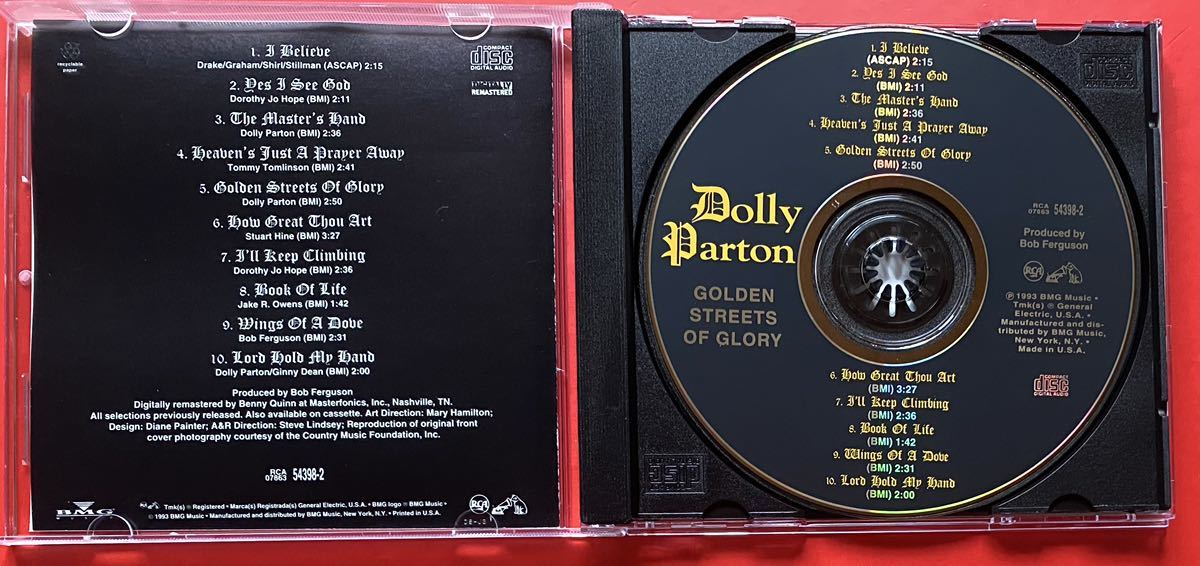 recyclable
paper
1. I Believe
Drake/Graham/Shirl/Stillman (ASCAP) 2:15
2. Yes I See God
Dorothy Jo Hope (BMI) 2:11
3. The Master's Hand
Dolly Parton (BMI) 2:36
4. Heaven's Just A Prayer Away
Tommy Tomlinson (BMI) 2:41
5. Golden Streets Of Glory
Dolly Parton (BMI) 2:50
6. How Great Thou Art
Stuart Hine (BMI) 3:27
7. I'll Keep Climbing
Dorothy Jo Hope (BMI) 2:36
8. Book Of Life
Jake R. Owens (BMI) 1:42
9. Wings Of A Dove
Bob Ferguson (BMI) 2:31
10. Lord Hold My Hand
Dolly Parton/Ginny Dean (BMI) 2:00
COMPACT
disc
DIGITAL AUDIO
DIGITALLY
REMASTERED
Produced by Bob Ferguson
Digitally remastered by Benny Quinn at Masterfonics, Inc., Nashville, TN.
All selections previously released. Also available on cassette. Art Direction: Mary Hamilton;
Design: Diane Painter; A&R Direction: Steve Lindsey; Reproduction of original front
cover photography courtesy of the Country Music Foundation, Inc.
RCA
07863 54398-2
BMG
Tmk(s) ® Registered • Marca(s) Registrada(s) General Electric, U.S.A. • BMG logo ® BMG Music •
© 1993 BMG Music • Manufactured and distributed by BMG Music, New York, N.Y. • Printed in U.S.A.
RCA
1. I Believe
(ASCAP) 2:15
2. Yes I See God
(BMI) 2:11
3. The Master's Hand
(BMI) 2:36
4. Heaven's Just A Prayer Away
(BMI) 2:41
5. Golden Streets Of Glory
(BMI) 2:50
Dolly
Parton
GOLDEN
STREETS
OF GLORY
RCA
07863 54398-2
Produced by
Bob Ferguson
RCA
℗ 1993 BMG Music •
Tmk(s) ® General
Electric, U.S.A. •
Manufactured and dis-
tributed by BMG Music,
New York, N.Y. •
Made in U.S.A.
COMPACT
disc
DIGITAL AUDIO
6. How Great Thou Art
(BMI) 3:27
7. I'll Keep Climbing
(BMI) 2:36
8. Book Of Life
(BMI) 1:42
9. Wings Of A Dove
(BMI) 2:31
10. Lord Hold My Hand
(BMI) 2:00
disc
disc